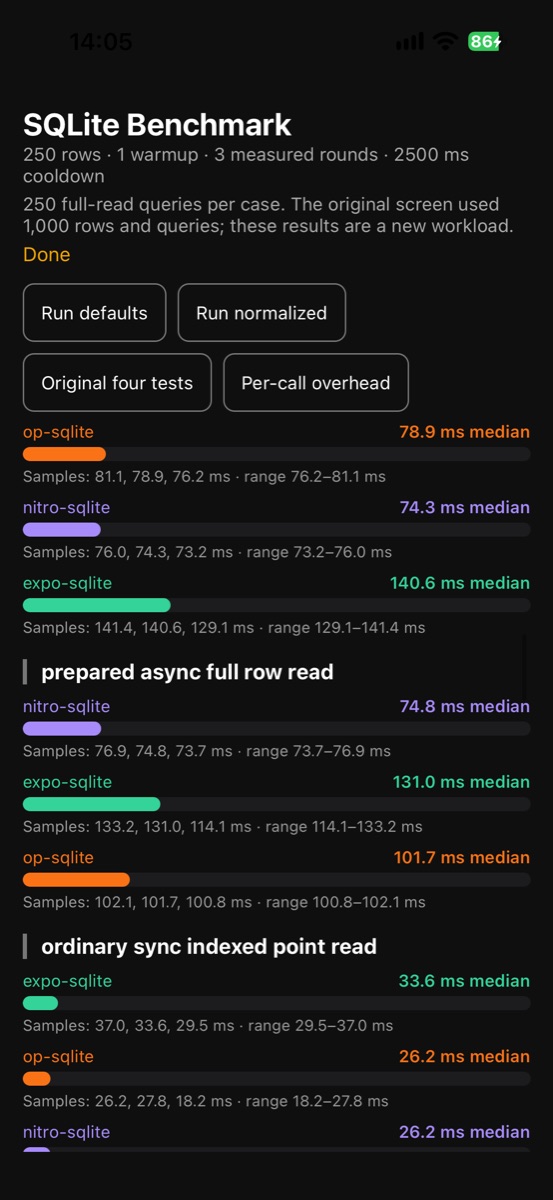 14:05
86
SQLite Benchmark
250 rows · 1 warmup · 3 measured rounds · 2500 ms
cooldown
250 full-read queries per case. The original screen used
1,000 rows and queries; these results are a new workload.
Done
Run defaults
Run normalized
Original four tests
Per-call overhead
op-sqlite 78.9 ms median
Samples: 81.1, 78.9, 76.2 ms · range 76.2–81.1 ms
nitro-sqlite 74.3 ms median
Samples: 76.0, 74.3, 73.2 ms · range 73.2–76.0 ms
expo-sqlite 140.6 ms median
Samples: 141.4, 140.6, 129.1 ms · range 129.1–141.4 ms
prepared async full row read
nitro-sqlite 74.8 ms median
Samples: 76.9, 74.8, 73.7 ms · range 73.7–76.9 ms
expo-sqlite 131.0 ms median
Samples: 133.2, 131.0, 114.1 ms · range 114.1–133.2 ms
op-sqlite 101.7 ms median
Samples: 102.1, 101.7, 100.8 ms · range 100.8–102.1 ms
ordinary sync indexed point read
expo-sqlite 33.6 ms median
Samples: 37.0, 33.6, 29.5 ms · range 29.5–37.0 ms
op-sqlite 26.2 ms median
Samples: 26.2, 27.8, 18.2 ms · range 18.2–27.8 ms
nitro-sqlite 26.2 ms median